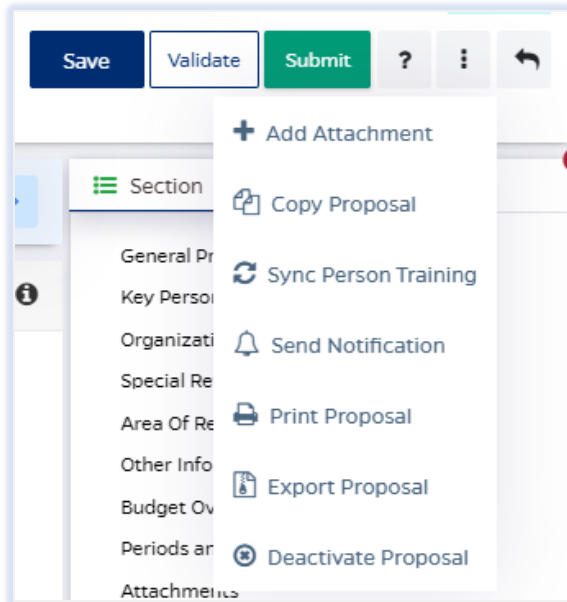 Save Validate Submit ?
Add Attachment
Section
Copy Proposal
General Pr
Sync Person Training
Key Person
Organizati
Send Notification
Special Re
Print Proposal
Area Of Re
Other Info
Export Proposal
Budget Ov
Periods an
Deactivate Proposal
Attachments